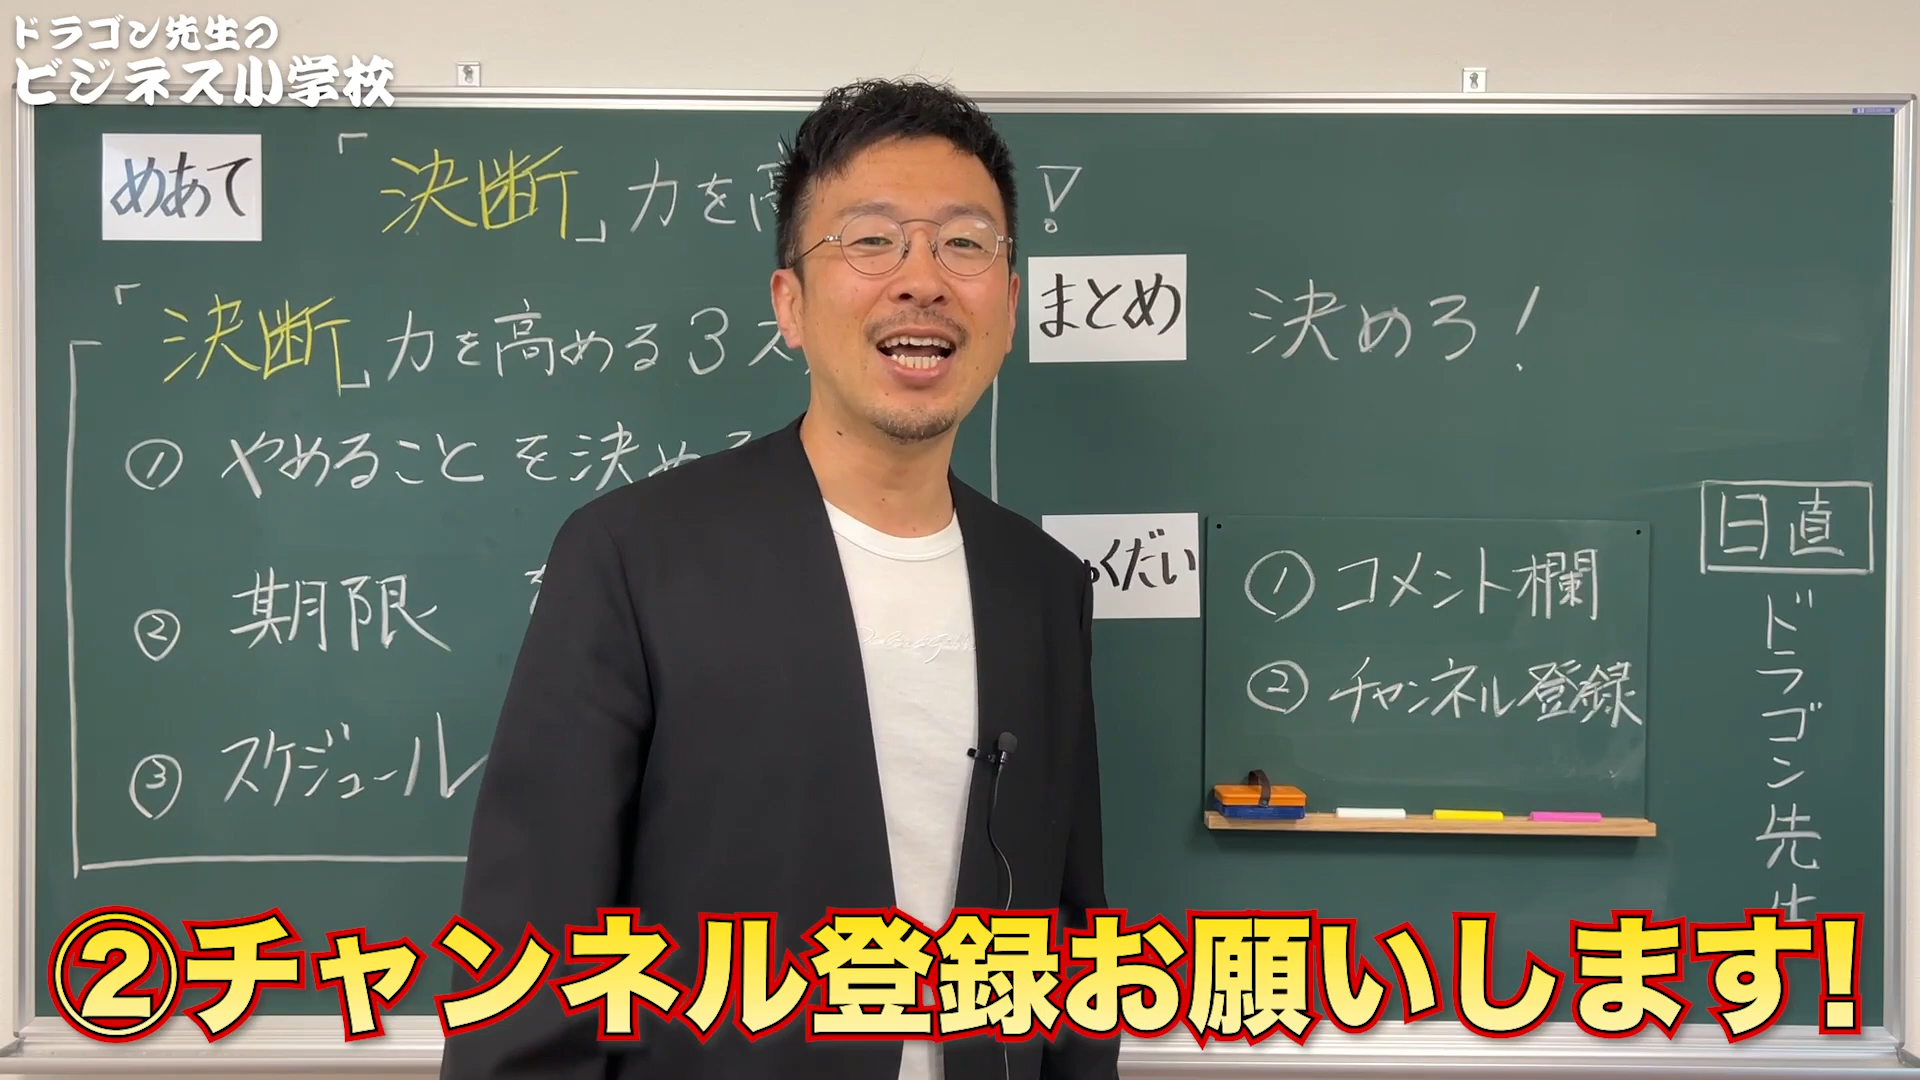 ドラゴン先生の
ビジネス小学校
めあて
「決断」力を高
!
「決断」力を高める3ス
① やめることを決め
② 期限
③ スケジュール
まとめ
決めろ!
くだい
① コメント欄
② チャンネル登録
日直
ドラゴン先生
②チャンネル登録お願いします!